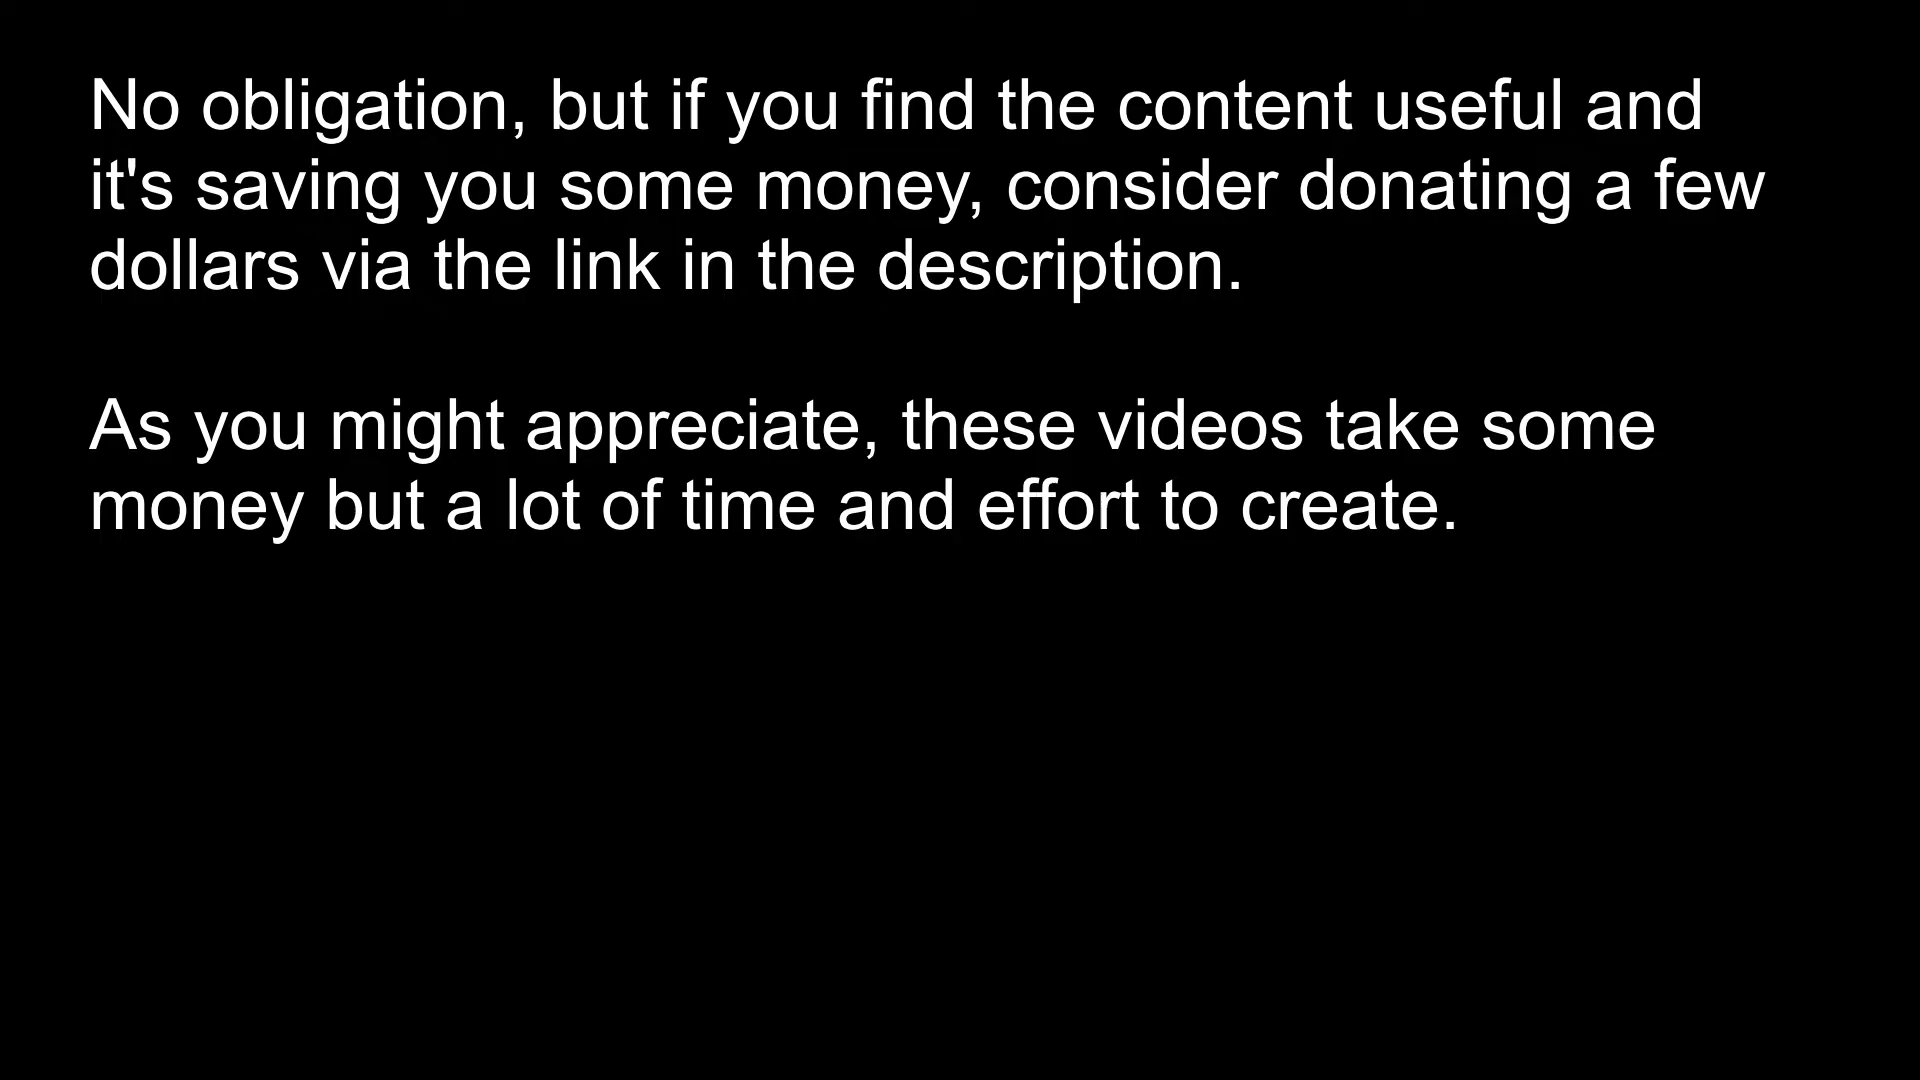 No obligation, but if you find the content useful and
it's saving you some money, consider donating a few
dollars via the link in the description.
As you might appreciate, these videos take some
money but a lot of time and effort to create.